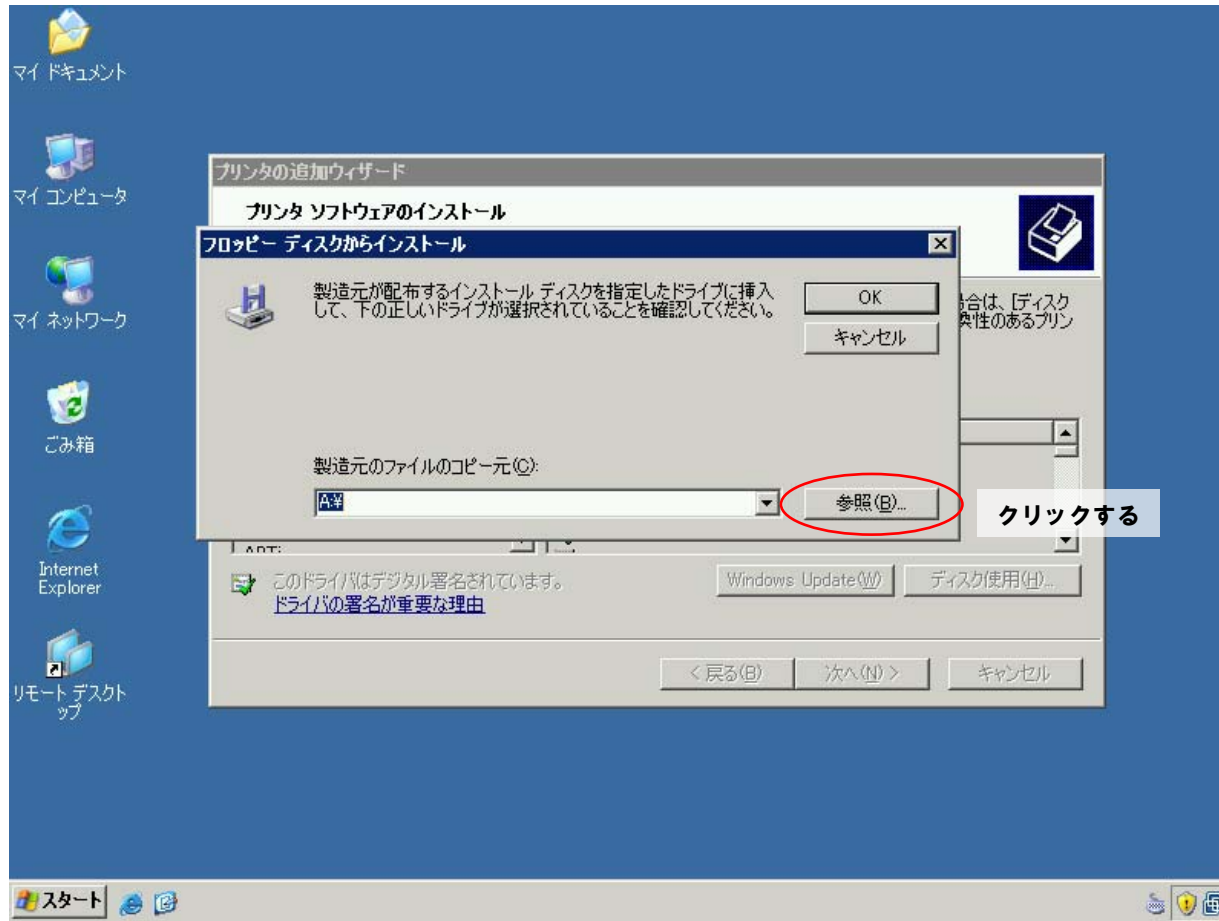 マイ ドキュメント
マイ コンピュータ
マイ ネットワーク
ごみ箱
Internet
Explorer
リモート デスクト
ップ
プリンタの追加ウィザード
プリンタ ソフトウェアのインストール
フロッピー ディスクからインストール
製造元が配布するインストール ディスクを指定したドライブに挿入
して、下の正しいドライブが選択されていることを確認してください。
OK
キャンセル
場合は、[ディスク
換性のあるプリン
製造元のファイルのコピー元(C):
A:¥
参照(B)...
クリックする
このドライバはデジタル署名されています。
ドライバの署名が重要な理由
Windows Update(W)
ディスク使用(H)...
< 戻る(B)
次へ(N) >
キャンセル
スタート